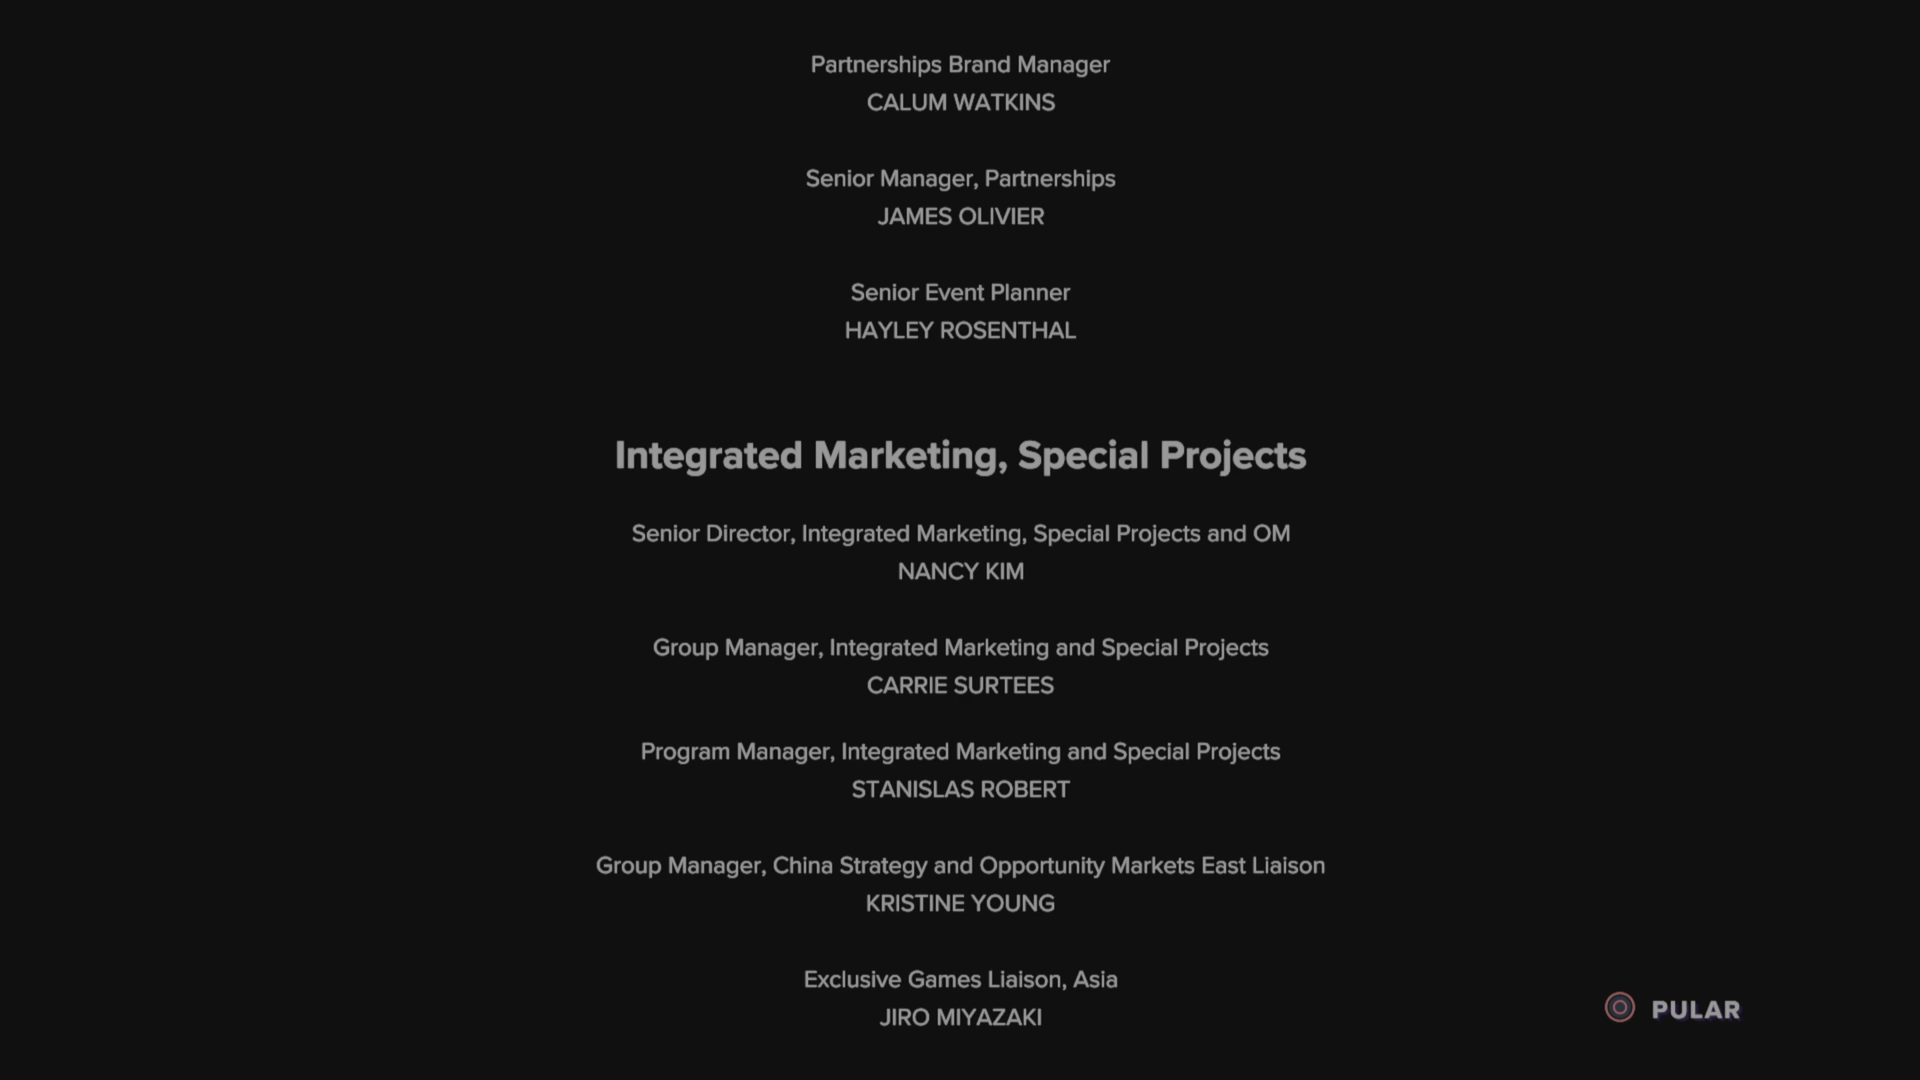 Partnerships Brand Manager
CALUM WATKINS
Senior Manager, Partnerships
JAMES OLIVIER
Senior Event Planner
HAYLEY ROSENTHAL
Integrated Marketing, Special Projects
Senior Director, Integrated Marketing, Special Projects and OM
NANCY KIM
Group Manager, Integrated Marketing and Special Projects
CARRIE SURTEES
Program Manager, Integrated Marketing and Special Projects
STANISLAS ROBERT
Group Manager, China Strategy and Opportunity Markets East Liaison
KRISTINE YOUNG
Exclusive Games Liaison, Asia
JIRO MIYAZAKI
PULAR